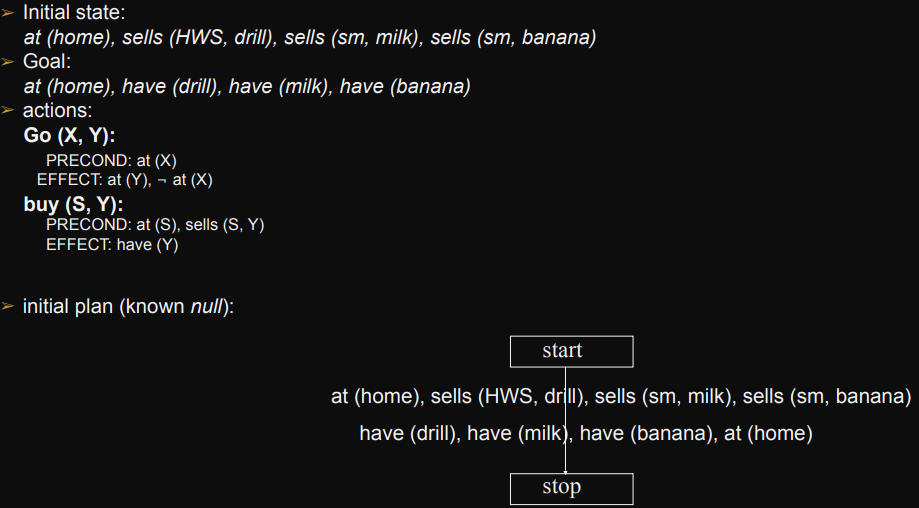 ➢ Initial state:
at (home), sells (HWS, drill), sells (sm, milk), sells (sm, banana)
➢ Goal:
at (home), have (drill), have (milk), have (banana)
➢ actions:
Go (X, Y):
PRECOND: at (X)
EFFECT: at (Y), ¬ at (X)
buy (S, Y):
PRECOND: at (S), sells (S, Y)
EFFECT: have (Y)
➢ initial plan (known null):
start
at (home), sells (HWS, drill), sells (sm, milk), sells (sm, banana)
have (drill), have (milk), have (banana), at (home)
stop